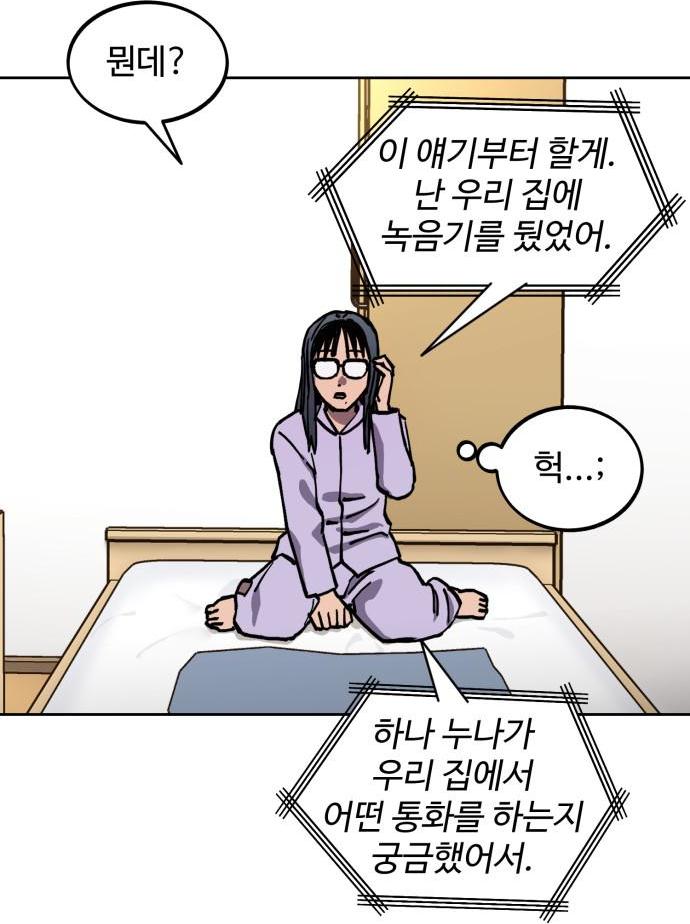 뭔데?
이 얘기부터 할게.
난 우리 집에
녹음기를 뒀었어.
헉...;
하나 누나가
우리 집에서
어떤 통화를 하는지
궁금했어서.